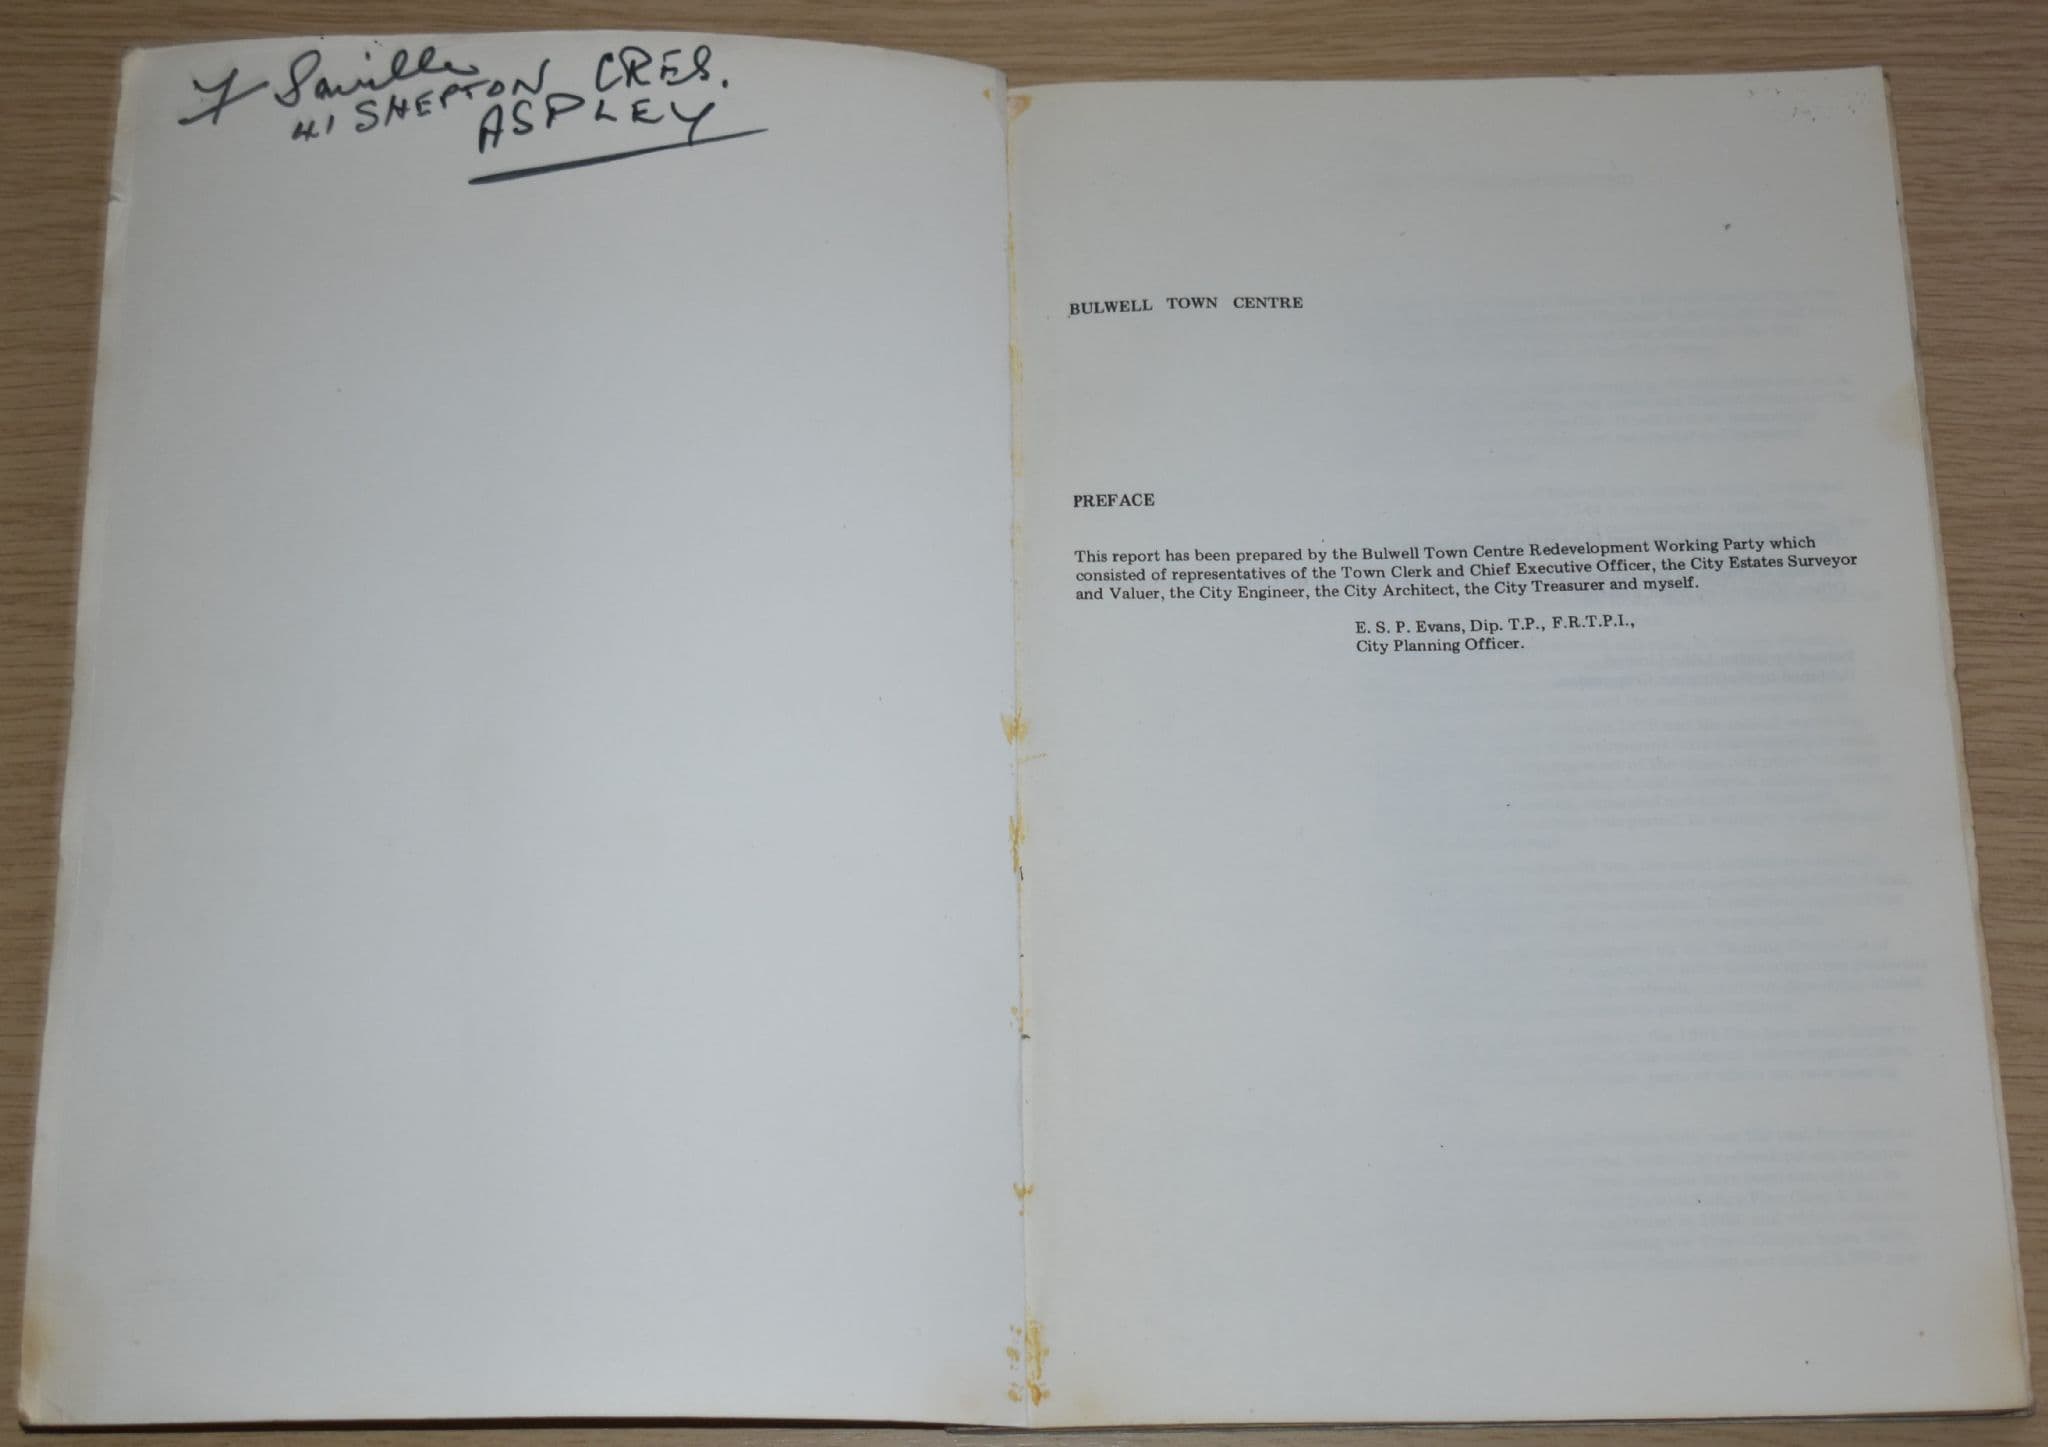 F Saville
41 SHEPTON CRES.
ASPLEY
BULWELL TOWN CENTRE
PREFACE
This report has been prepared by the Bulwell Town Centre Redevelopment Working Party which
consisted of representatives of the Town Clerk and Chief Executive Officer, the City Estates Surveyor
and Valuer, the City Engineer, the City Architect, the City Treasurer and myself.
E. S. P. Evans, Dip. T.P., F.R.T.P.I.,
City Planning Officer.